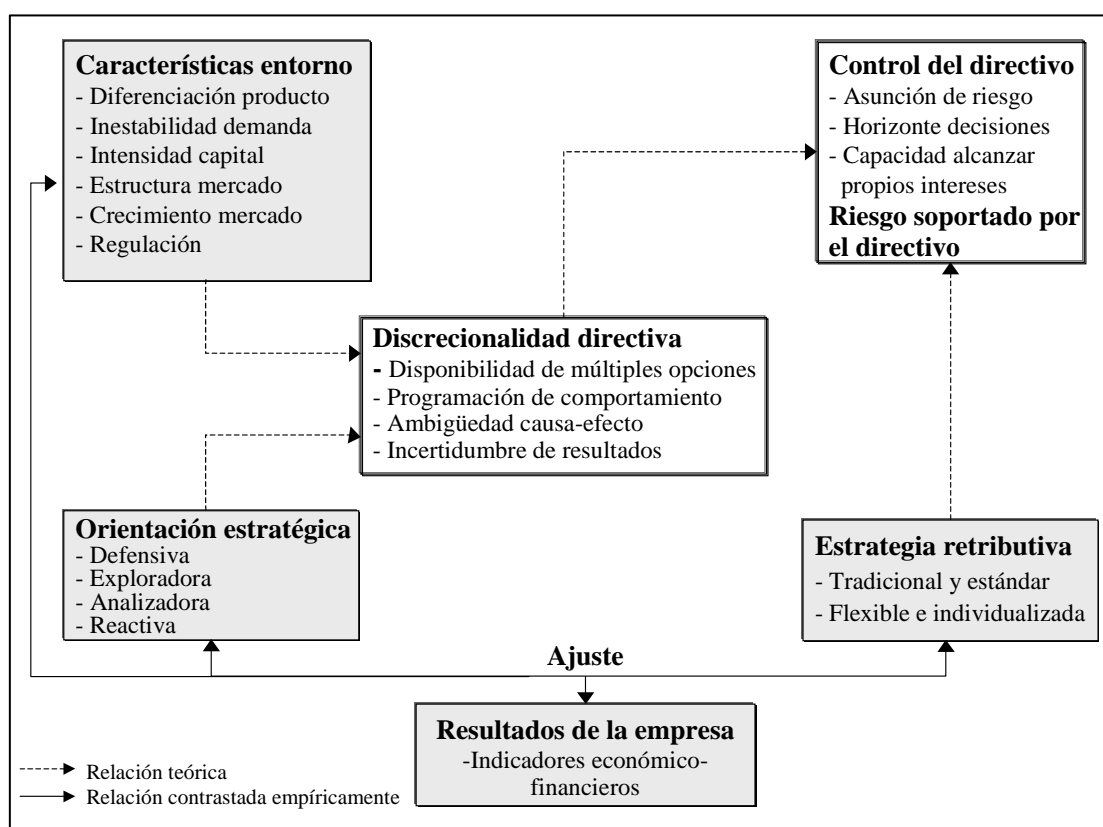 Características entorno
- Diferenciación producto
- Inestabilidad demanda
- Intensidad capital
- Estructura mercado
- Crecimiento mercado
- Regulación
Control del directivo
- Asunción de riesgo
- Horizonte decisiones
- Capacidad alcanzar
propios intereses
Riesgo soportado por
el directivo
Discrecionalidad directiva
- Disponibilidad de múltiples opciones
- Programación de comportamiento
- Ambigüedad causa-efecto
- Incertidumbre de resultados
Orientación estratégica
- Defensiva
- Exploradora
- Analizadora
- Reactiva
Estrategia retributiva
- Tradicional y estándar
- Flexible e individualizada
Ajuste
Resultados de la empresa
-Indicadores económico-
financieros
Relación teórica
Relación contrastada empíricamente